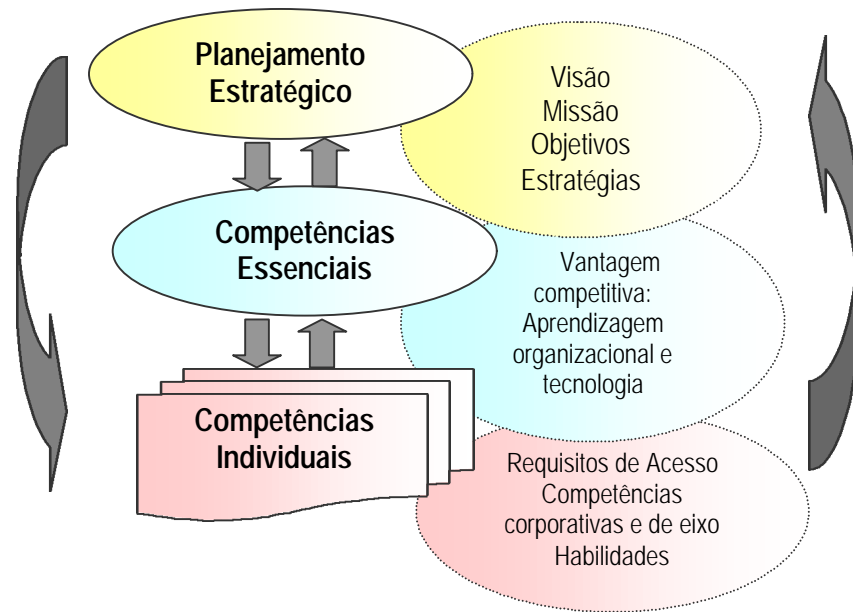 Planejamento
Estratégico
Visão
Missão
Objetivos
Estratégias
Competências
Essenciais
Vantagem
competitiva:
Aprendizagem
organizacional e
tecnologia
Competências
Individuais
Requisitos de Acesso
Competências
corporativas e de eixo
Habilidades